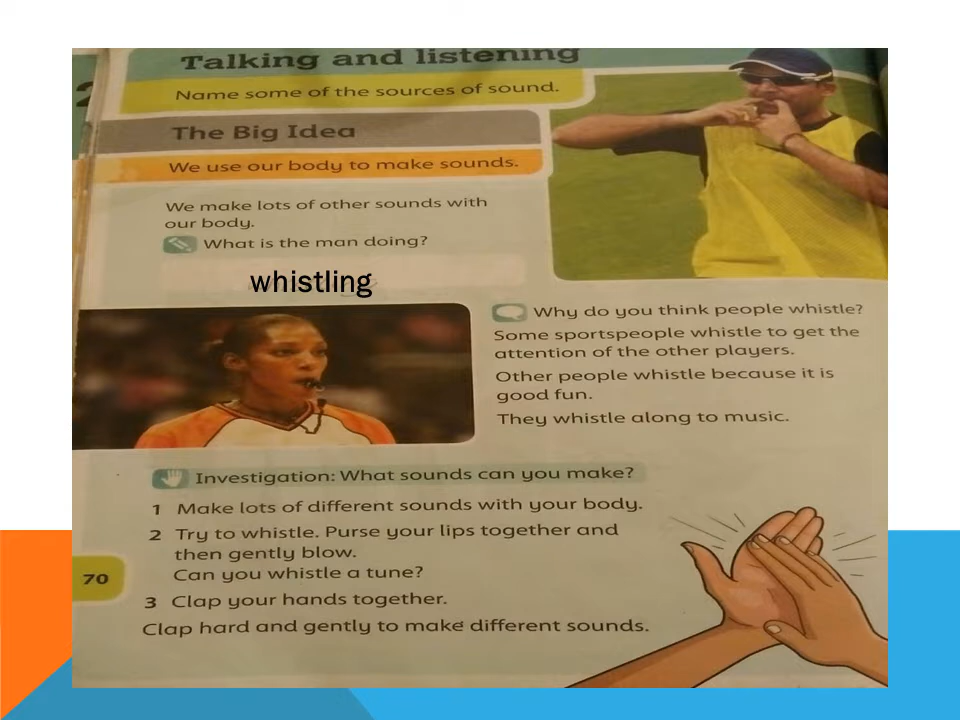 Talking and listening
Name some of the sources of sound.
The Big Idea
We use our body to make sounds.
We make lots of other sounds with
our body.
What is the man doing?
whistling
Why do you think people whistle?
Some sportspeople whistle to get the
attention of the other players.
Other people whistle because it is
good fun.
They whistle along to music.
Investigation: What sounds can you make?
1 Make lots of different sounds with your body.
2 Try to whistle. Purse your lips together and
then gently blow.
Can you whistle a tune?
3 Clap your hands together.
Clap hard and gently to make different sounds.
70